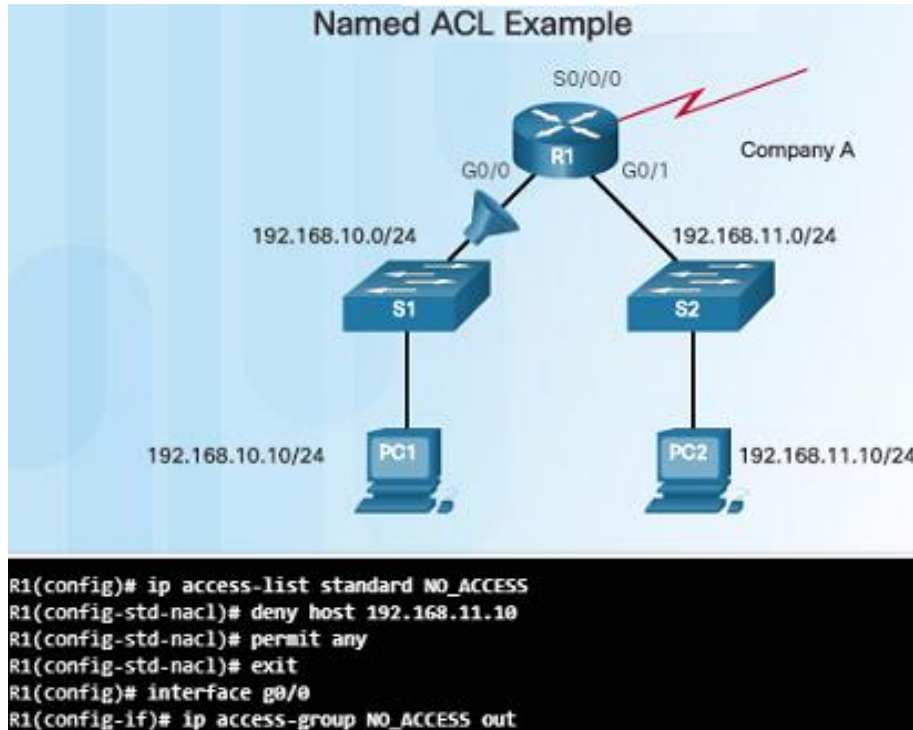 Named ACL Example
S0/0/0
R1
Company A
G0/0
G0/1
192.168.10.0/24
192.168.11.0/24
S1
S2
192.168.10.10/24
PC1
PC2
192.168.11.10/24
R1(config)# ip access-list standard NO_ACCESS
R1(config-std-nacl)# deny host 192.168.11.10
R1(config-std-nacl)# permit any
R1(config-std-nacl)# exit
R1(config)# interface g0/0
R1(config-if)# ip access-group NO_ACCESS out